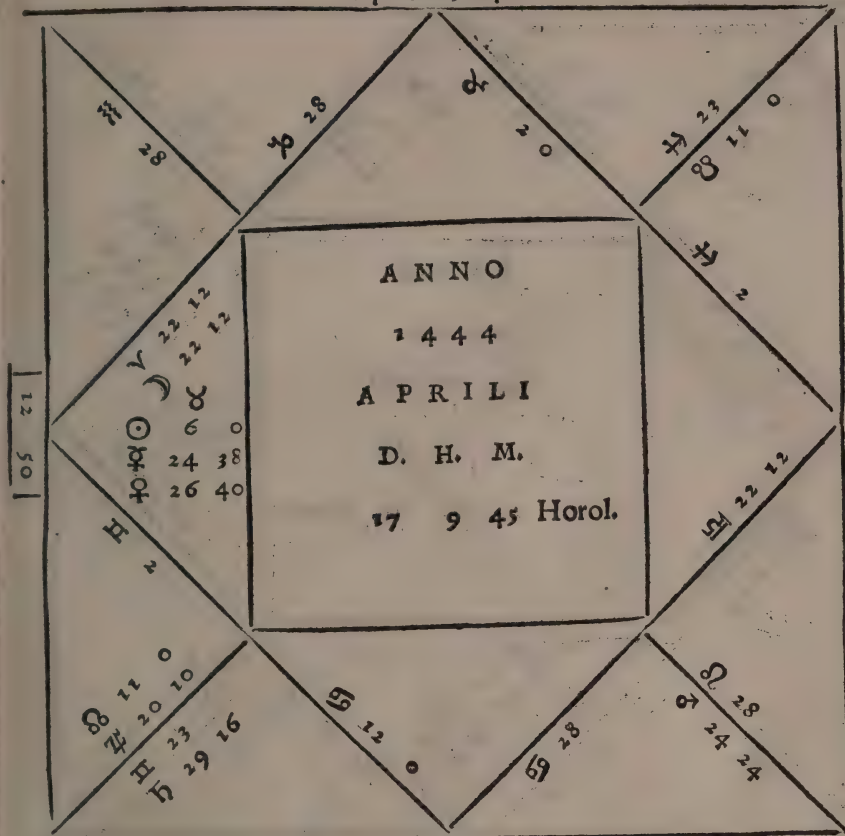 ♒ 28
♑ 28
♑ 2 0
♐ 23
☋ 11 0
♐ 2
♈ 22 12
☽ 22 12
♉
☉ 6 0
☿ 24 38
♀ 26 40
12 50
ANNO
1444
APRILI
D. H. M.
17 9 45 Horol.
♎ 22 12
♊ 2
☊ 11 0
♃ 20 10
♊ 23
♄ 29 16
♋ 12 0
♋ 28
♌ 28
♂ 24 24